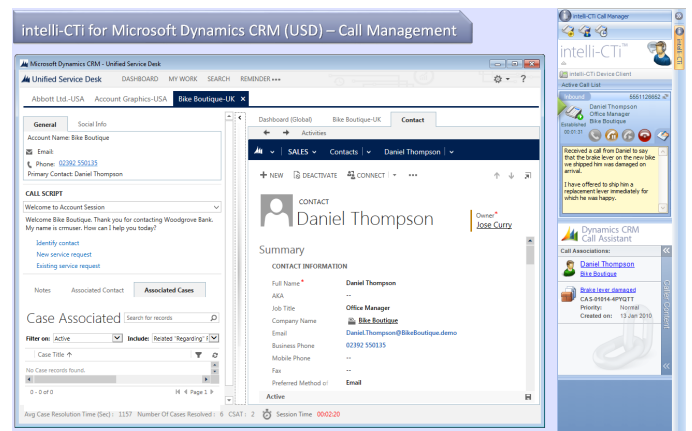 intelli-CTi for Microsoft Dynamics CRM (USD) – Call Management
Microsoft Dynamics CRM - Unified Service Desk
Unified Service Desk DASHBOARD MY WORK SEARCH REMINDER •••
?
Abbott Ltd.-USA Account Graphics-USA Bike Boutique-UK ×
General Social Info
Account Name: Bike Boutique
Email:
Phone: 02392 550135
Primary Contact: Daniel Thompson
CALL SCRIPT
Welcome to Account Session
Welcome Bike Boutique. Thank you for contacting Woodgrove Bank.
My name is crmuser. How can I help you today?
Identify contact
New service request
Existing service request
Notes Associated Contact Associated Cases
Case Associated Search for records
Filter on: Active Include: Related "Regarding" F
Case Title ↑
No Case records found.
0 - 0 of 0 Page 1
Dashboard (Global) Bike Boutique-UK Contact
← → Activities
SALES Contacts Daniel Thompson
+ NEW DEACTIVATE CONNECT •••
CONTACT
Daniel Thompson
Owner*
Jose Curry
Summary
CONTACT INFORMATION
Full Name * Daniel Thompson
AKA --
Job Title Office Manager
Company Name Bike Boutique
Email Daniel.Thompson@BikeBoutique.demo
Business Phone 02392 550135
Mobile Phone --
Fax --
Preferred Method o Email
Active
Avg Case Resolution Time (Sec) : 1157 Number Of Cases Resolved : 6 CSAT : 2 Session Time 00:02:20
intelli-CTi Call Manager
intelli-CTi™
intelli-CTi Device Client
Active Call List
Inbound 5551126652
Daniel Thompson
Office Manager
Bike Boutique
Established
00:01:31
Received a call from Daniel to say
that the brake lever on the new bike
we shipped him was damaged on
arrival.
I have offered to ship him a
replacement lever immediately for
which he was happy.
Dynamics CRM
Call Assistant
Call Associations:
Daniel Thompson
Bike Boutique
Brake lever damaged
CAS-01014-4PYQTT
Priority: Normal
Created on: 13 Jan 2010
Caller Content
intelli-CTi